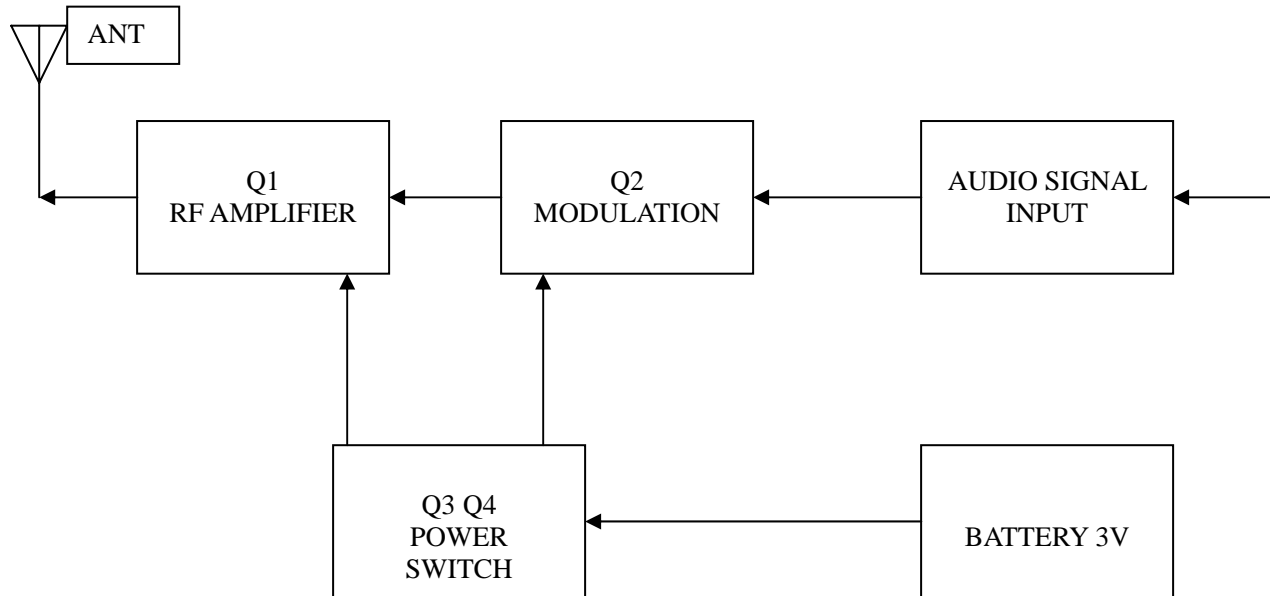 ANT
Q1
RF AMPLIFIER
Q2
MODULATION
AUDIO SIGNAL
INPUT
Q3 Q4
POWER
SWITCH
BATTERY 3V